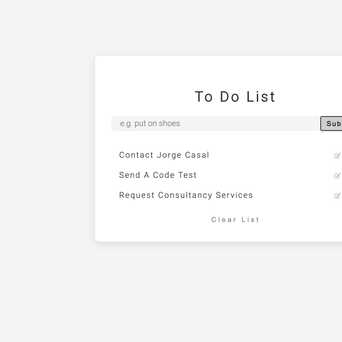 To Do List
e.g. put on shoes
Sub
Contact Jorge Casal
Send A Code Test
Request Consultancy Services
Clear List